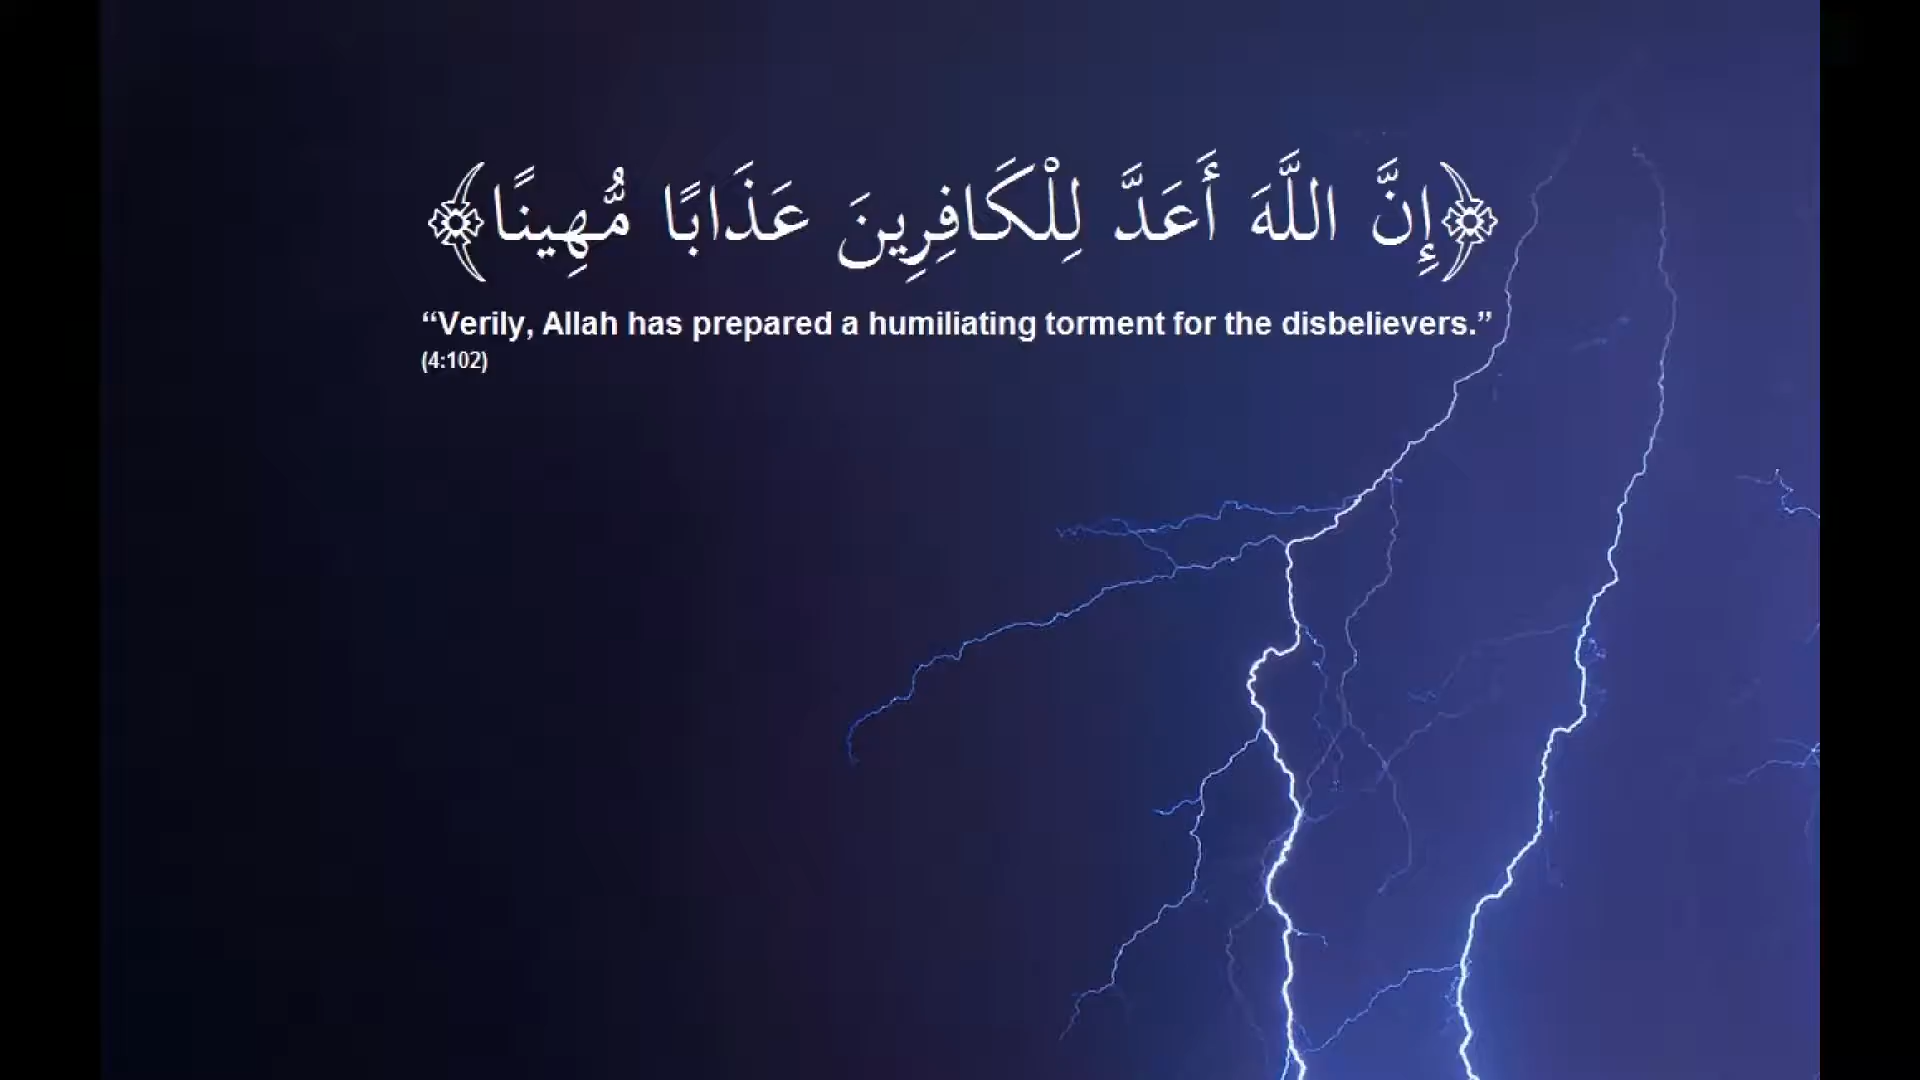 ﴿إِنَّ اللَّهَ أَعَدَّ لِلْكَافِرِينَ عَذَابًا مُّهِينًا﴾
“Verily, Allah has prepared a humiliating torment for the disbelievers.”
(4:102)